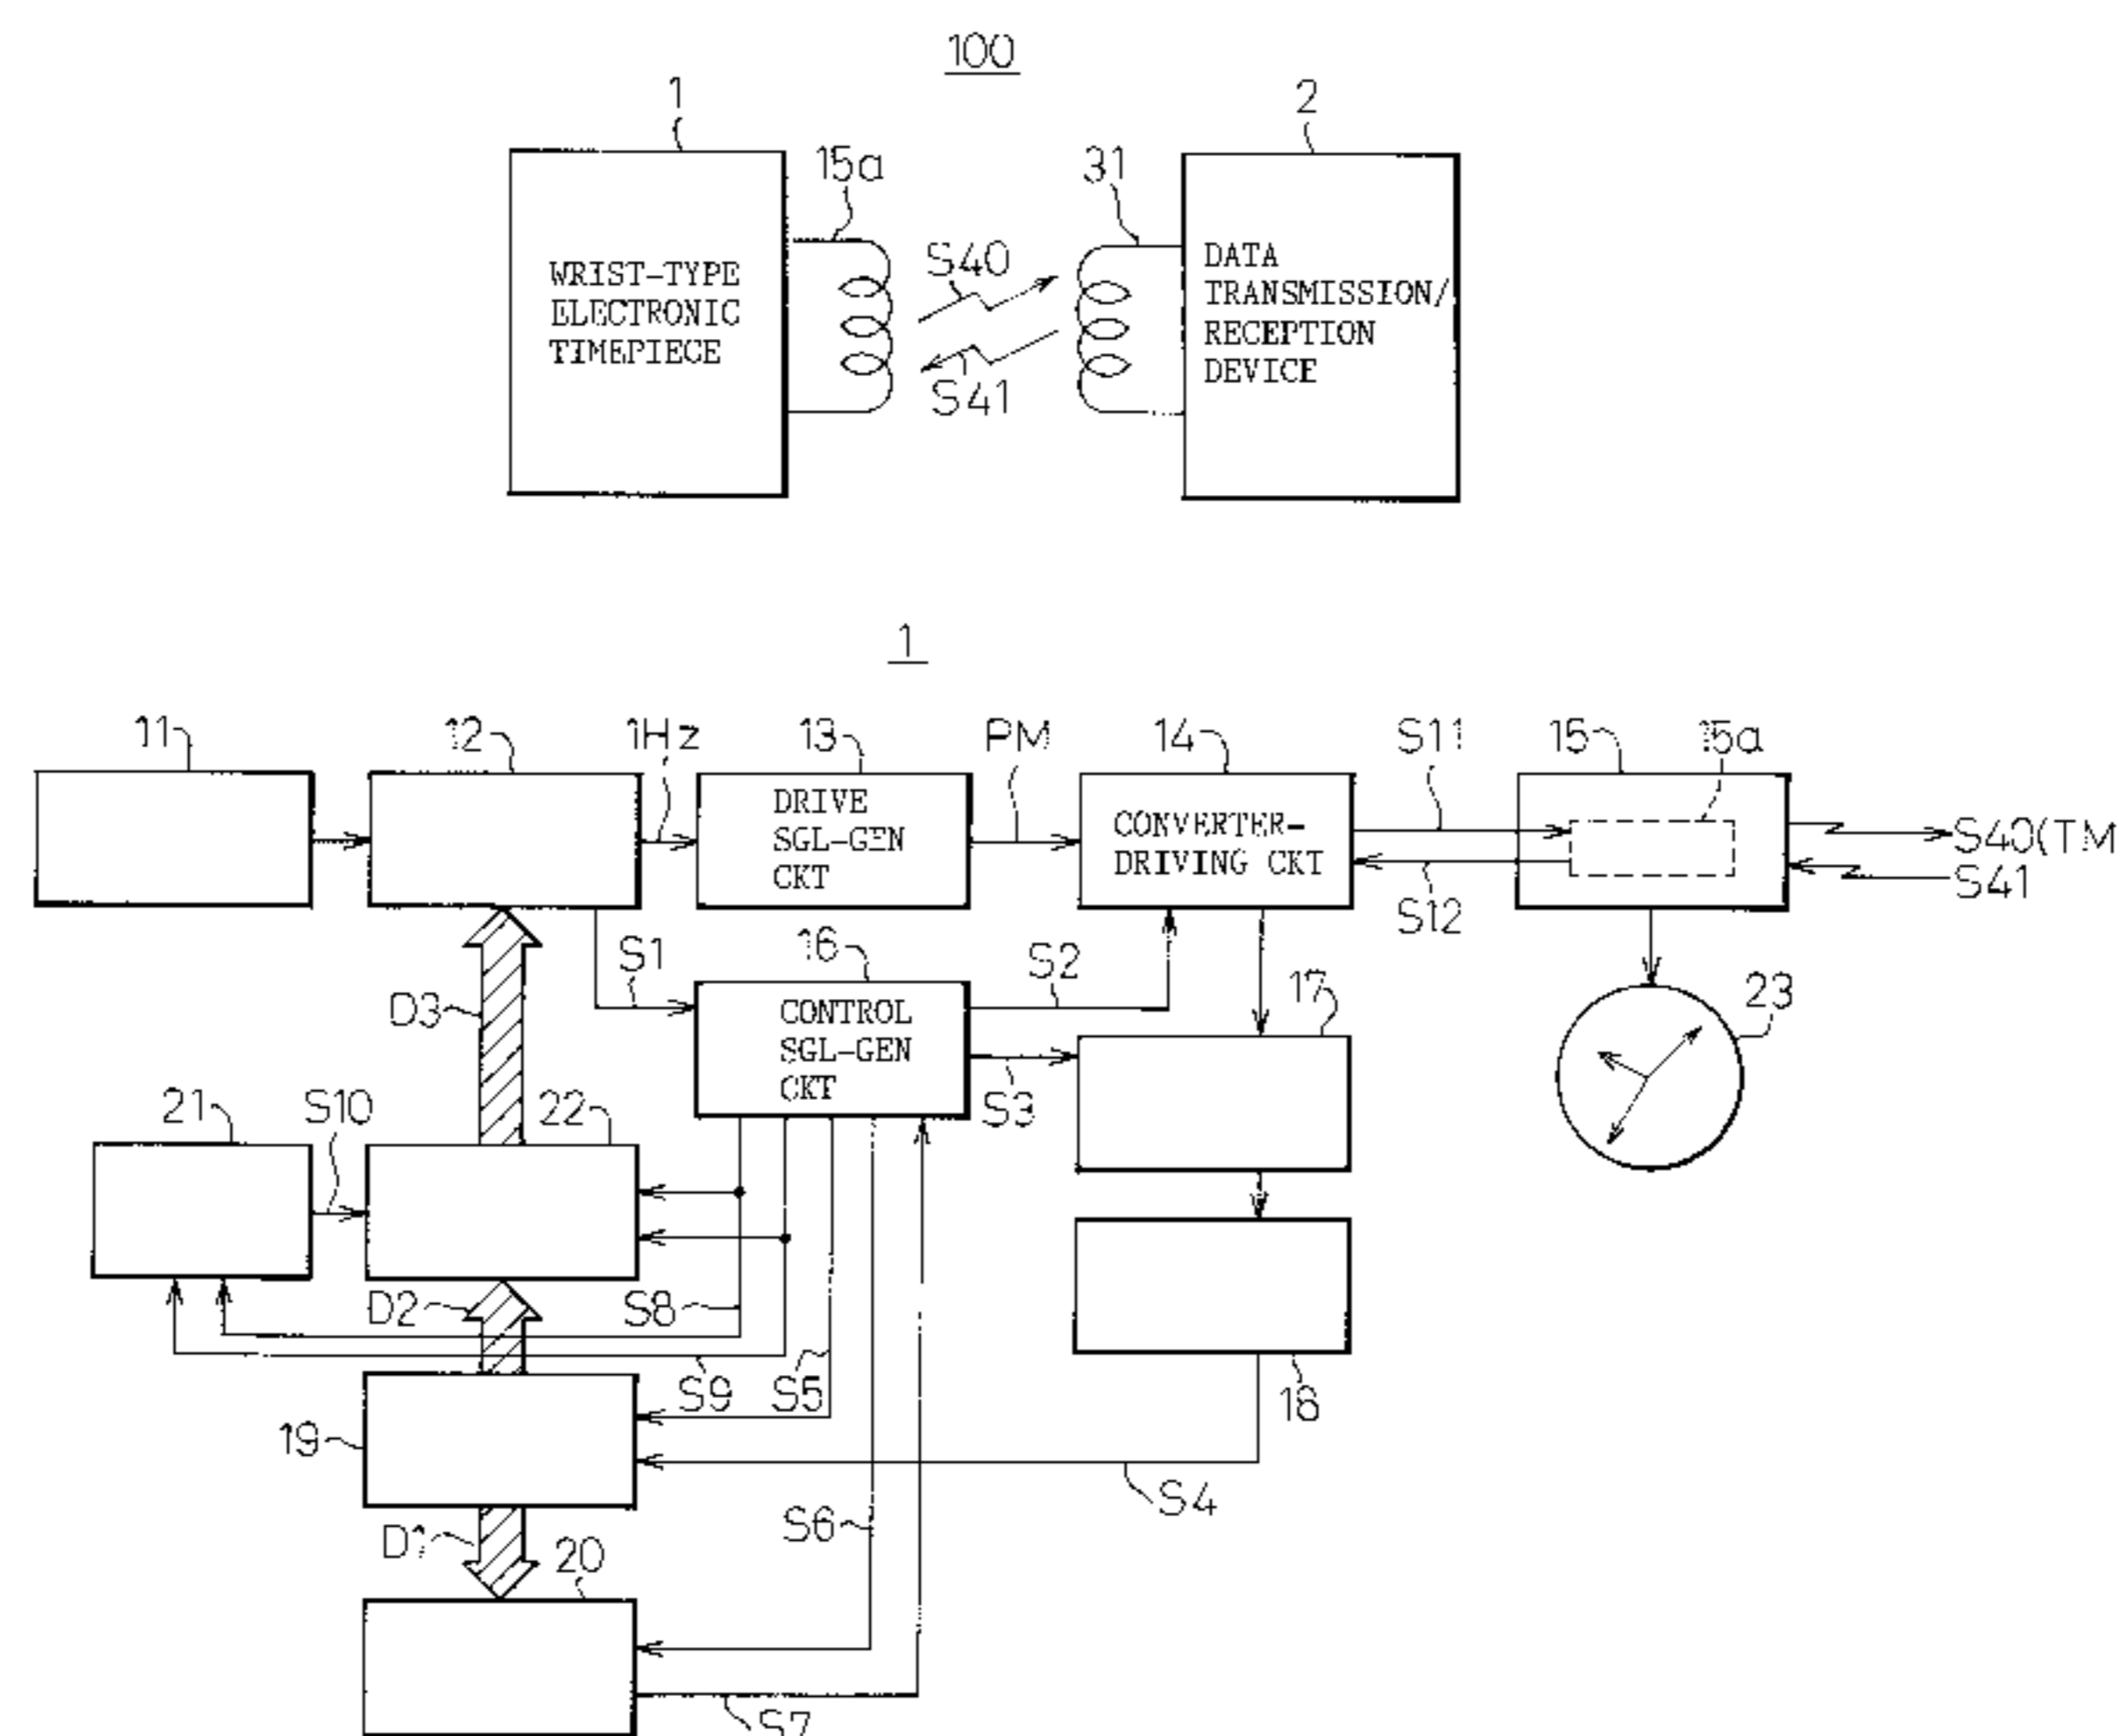 100
1
2
15a
31
S40
S41
WRIST-TYPE
ELECTRONIC
TIMEPIECE
DATA
TRANSMISSION/
RECEPTION
DEVICE
1
11
12
1Hz
13
PM
14
S11
15
15a
DRIVE
SGL-GEN
CKT
CONVERTER-
DRIVING CKT
S40(TM
S41
S12
S1
16
S2
17
23
D3
CONTROL
SGL-GEN
CKT
S3
21
S10
22
D2
S8
S9
S5
18
19
S4
D1
S6
20
S7